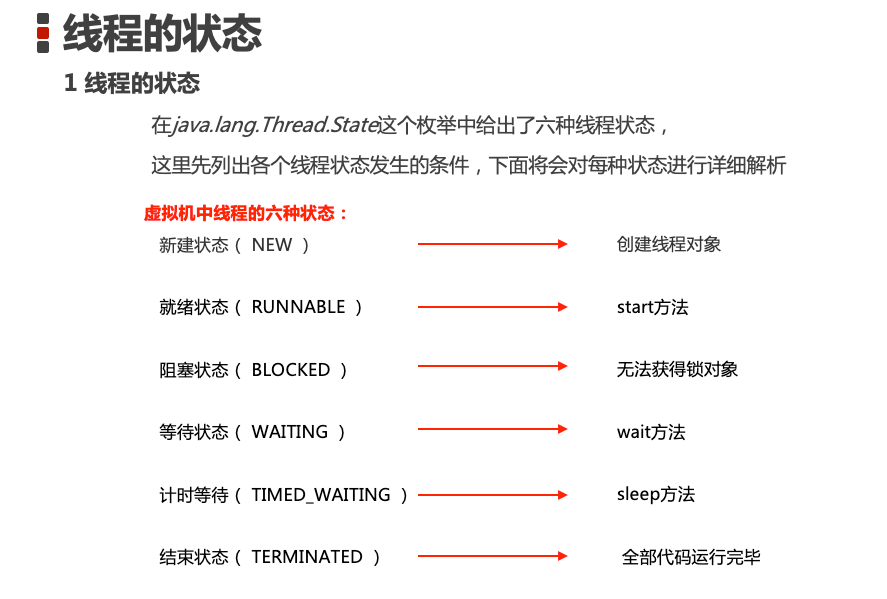 线程的状态
1 线程的状态
在java.lang.Thread.State这个枚举中给出了六种线程状态，
这里先列出各个线程状态发生的条件，下面将会对每种状态进行详细解析
虚拟机中线程的六种状态：
新建状态（ NEW ） 创建线程对象
就绪状态（ RUNNABLE ） start方法
阻塞状态（ BLOCKED ） 无法获得锁对象
等待状态（ WAITING ） wait方法
计时等待（ TIMED_WAITING ） sleep方法
结束状态（ TERMINATED ） 全部代码运行完毕